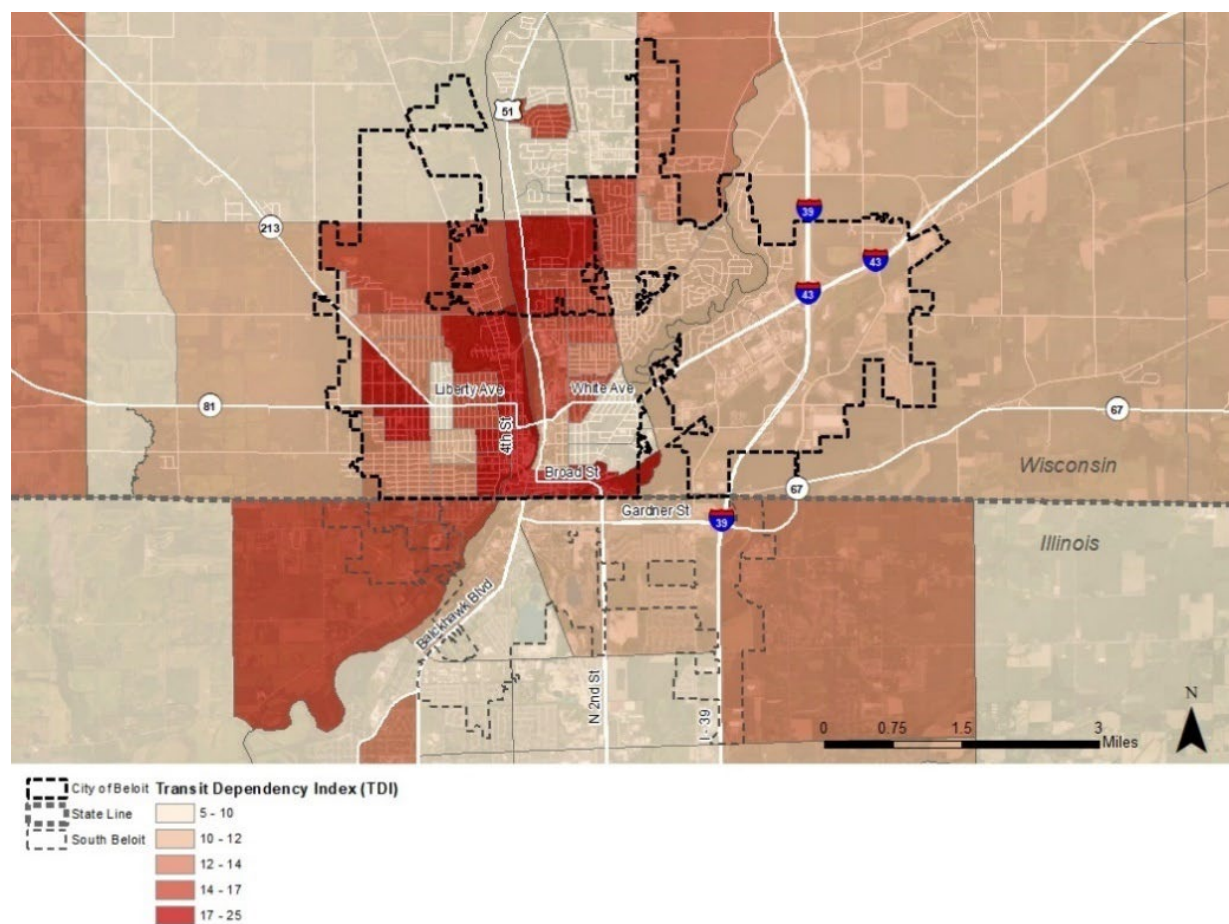 51
39
213
43
43
Liberty Ave
White Ave
81
67
4th St
Broad St
Wisconsin
67
Gardner St
39
Illinois
Balckhawk Blvd
N 2nd St
I - 39
N
0 0.75 1.5 3
Miles
City of Beloit
State Line
South Beloit
Transit Dependency Index (TDI)
5 - 10
10 - 12
12 - 14
14 - 17
17 - 25